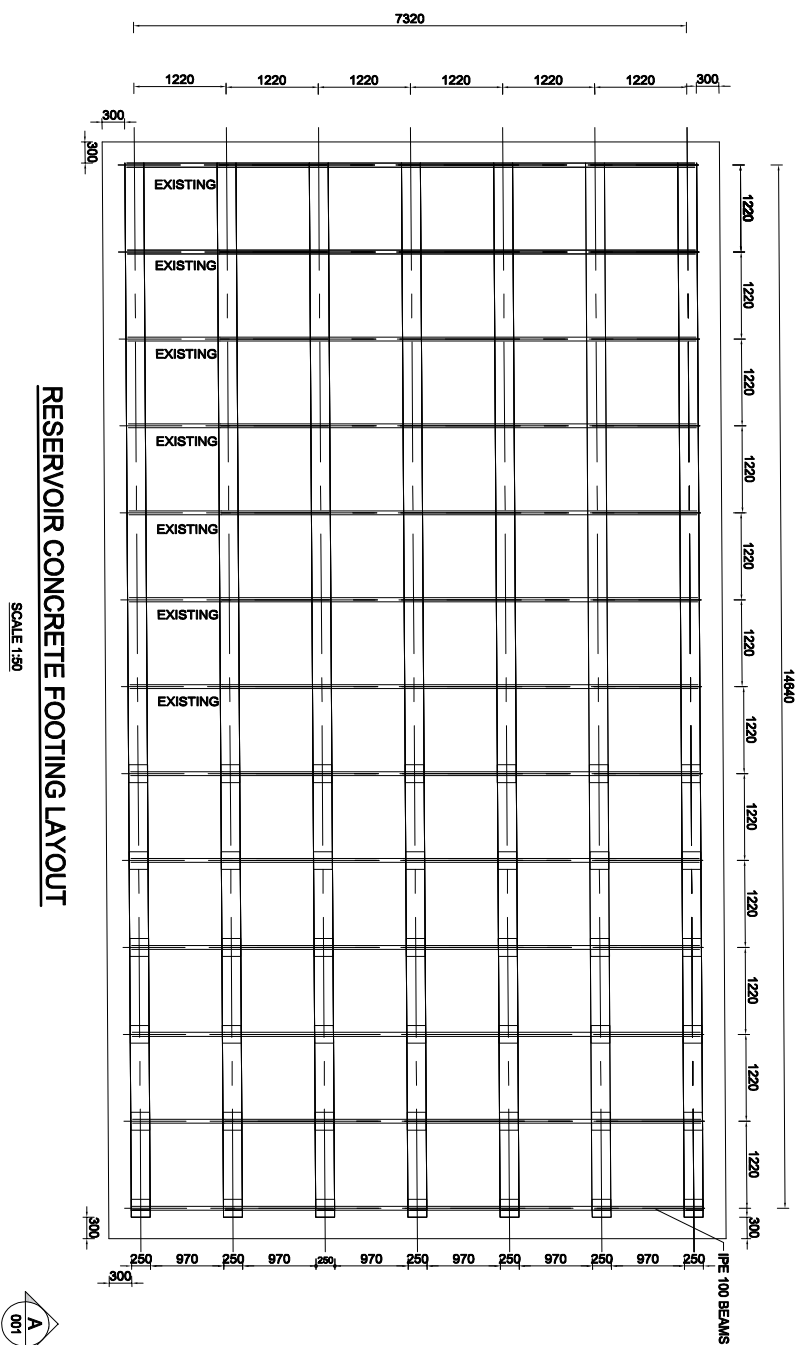 7320
1220 1220 1220 1220 1220 1220 300
300
300
EXISTING
EXISTING
EXISTING
EXISTING
EXISTING
EXISTING
EXISTING
1220
1220
1220
1220
1220
1220
1220
1220
1220
1220
1220
1220
300
14640
300
250 970 250 970 250 970 250 970 250 970 250 970 250
300
IPE 100 BEAMS
RESERVOIR CONCRETE FOOTING LAYOUT
SCALE 1:50
A
001